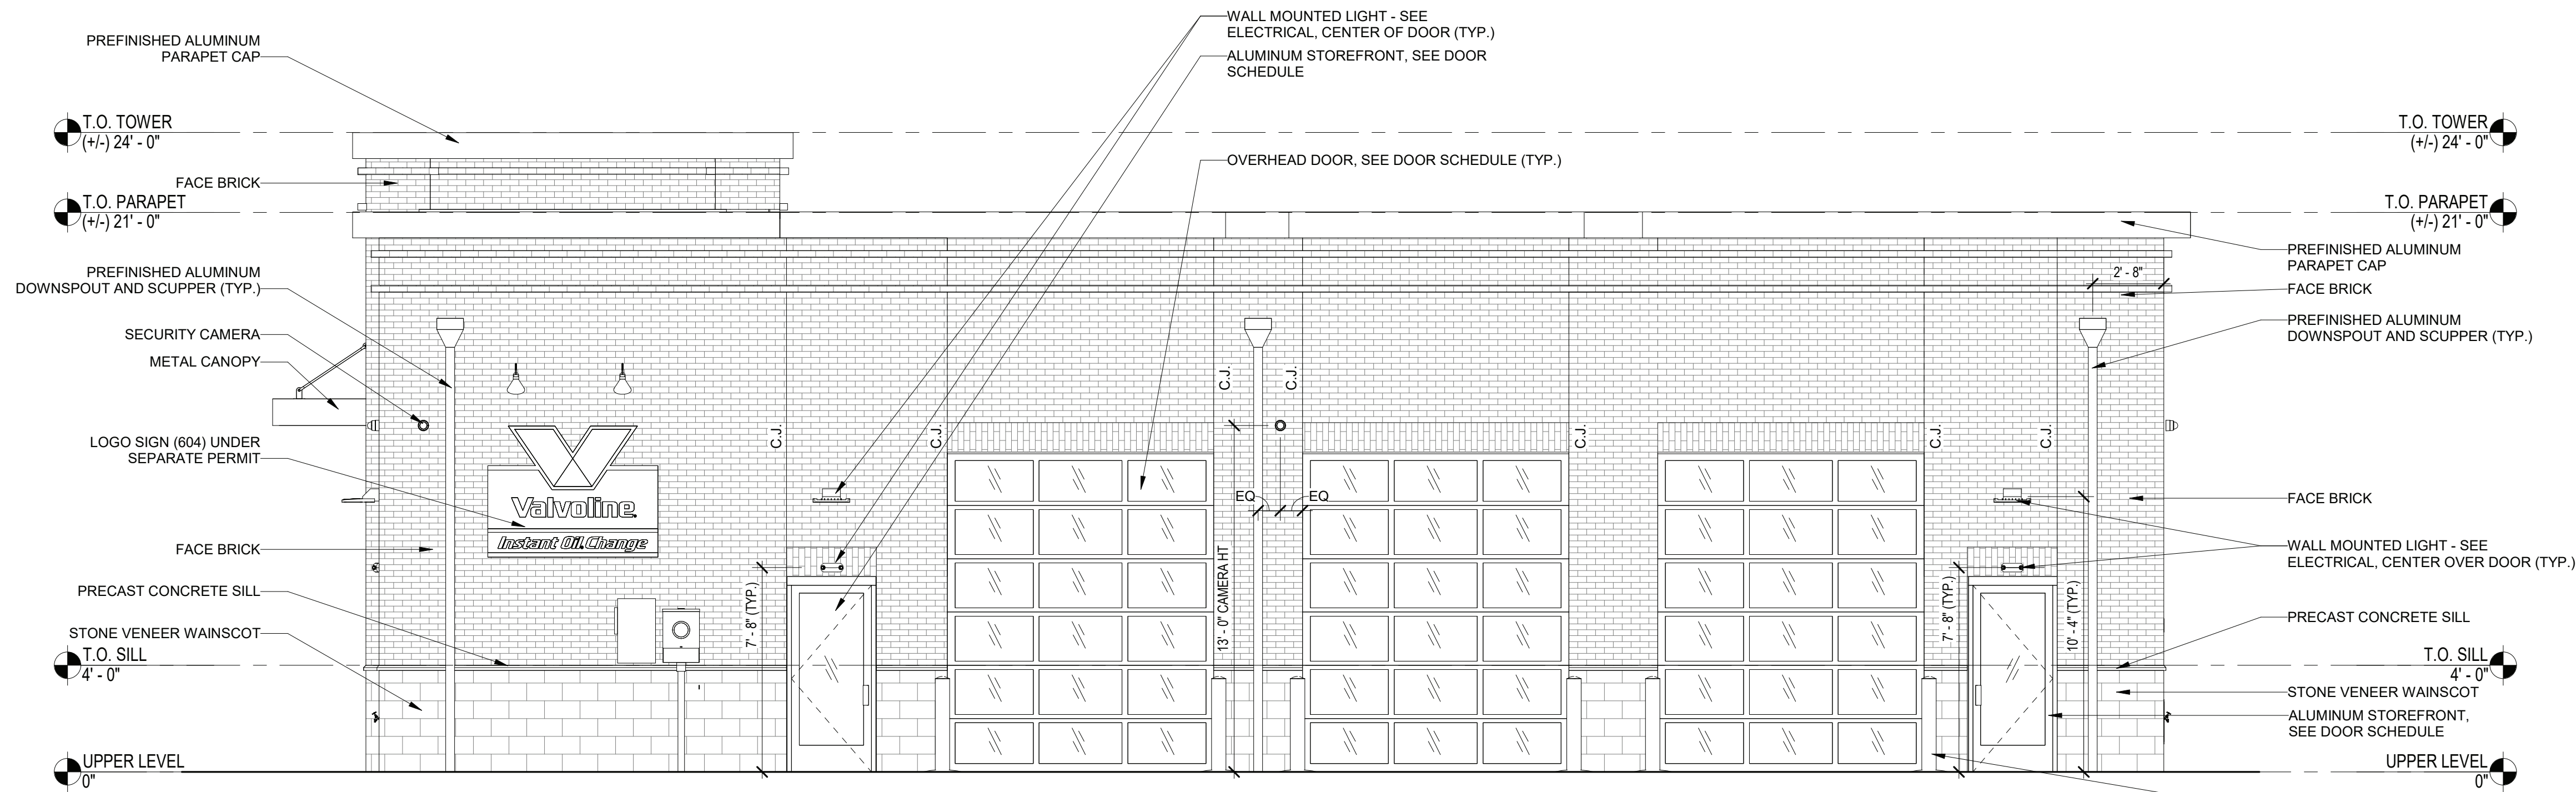 WALL MOUNTED LIGHT - SEE
ELECTRICAL, CENTER OF DOOR (TYP.)
ALUMINUM STOREFRONT, SEE DOOR
SCHEDULE
PREFINISHED ALUMINUM
PARAPET CAP
T.O. TOWER
(+/-) 24' - 0"
T.O. TOWER
(+/-) 24' - 0"
OVERHEAD DOOR, SEE DOOR SCHEDULE (TYP.)
FACE BRICK
T.O. PARAPET
(+/-) 21' - 0"
T.O. PARAPET
(+/-) 21' - 0"
PREFINISHED ALUMINUM
PARAPET CAP
2' - 8"
FACE BRICK
PREFINISHED ALUMINUM
DOWNSPOUT AND SCUPPER (TYP.)
PREFINISHED ALUMINUM
DOWNSPOUT AND SCUPPER (TYP.)
SECURITY CAMERA
METAL CANOPY
C.J.
C.J.
C.J.
C.J.
C.J.
C.J.
C.J.
LOGO SIGN (604) UNDER
SEPARATE PERMIT
Valvoline
Instant Oil Change
EQ
EQ
FACE BRICK
FACE BRICK
WALL MOUNTED LIGHT - SEE
ELECTRICAL, CENTER OVER DOOR (TYP.)
7' - 8" (TYP.)
13' - 0" CAMERA HT
7' - 8" (TYP.)
10' - 4" (TYP.)
PRECAST CONCRETE SILL
PRECAST CONCRETE SILL
STONE VENEER WAINSCOT
T.O. SILL
4' - 0"
T.O. SILL
4' - 0"
STONE VENEER WAINSCOT
ALUMINUM STOREFRONT,
SEE DOOR SCHEDULE
UPPER LEVEL
0"
UPPER LEVEL
0"